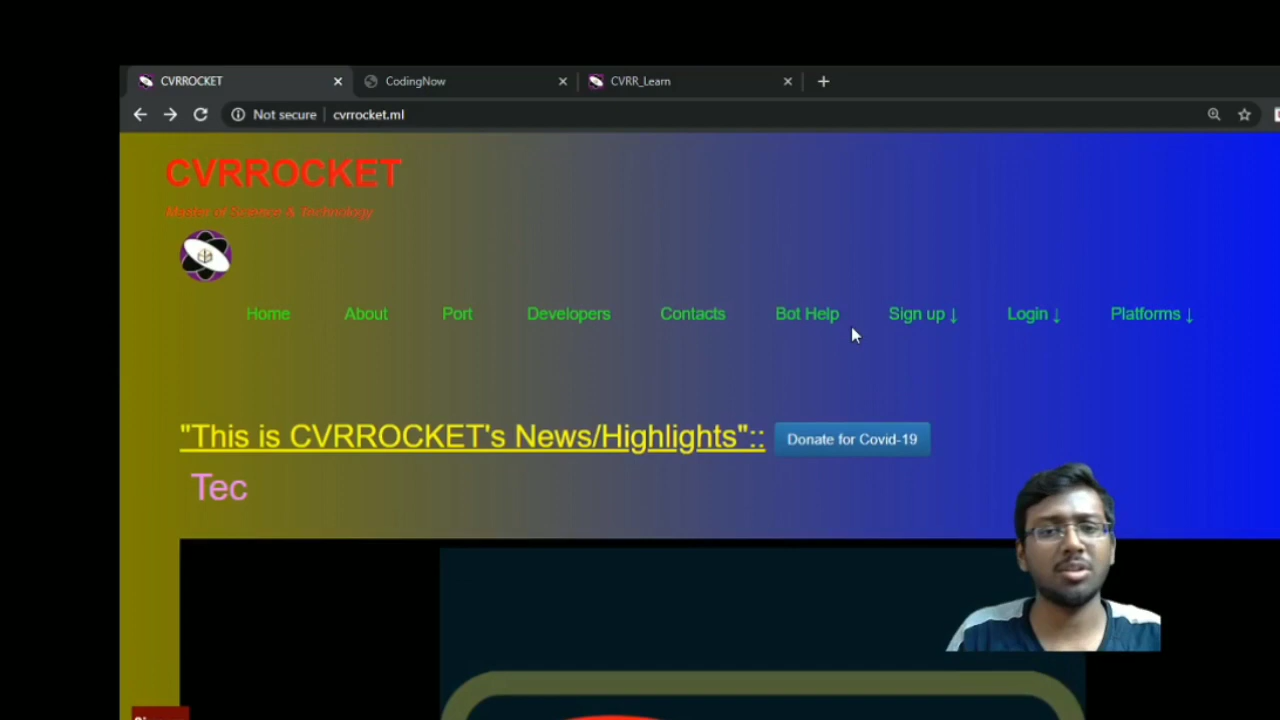 CVRROCKET
CodingNow
CVRR_Learn
Not secure
cvrrocket.ml
CVRROCKET
Master of Science & Technology
Home About Port Developers Contacts Bot Help Sign up ↓ Login ↓ Platforms ↓
"This is CVRROCKET's News/Highlights"::
Donate for Covid-19
Tec